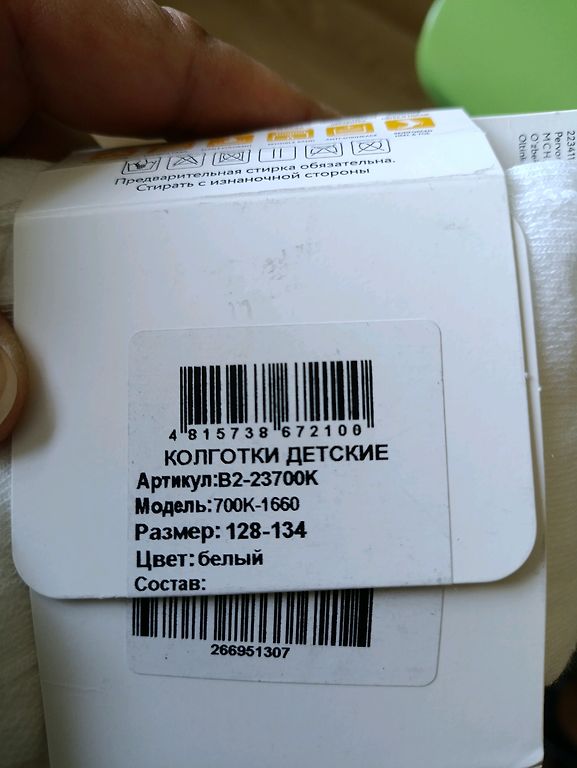 Предварительная стирка обязательна.
Стирать с изнаночной стороны
4 815738 672100
КОЛГОТКИ ДЕТСКИЕ
Артикул:В2-23700К
Модель:700К-1660
Размер: 128-134
Цвет: белый
Состав:
266951307
223411